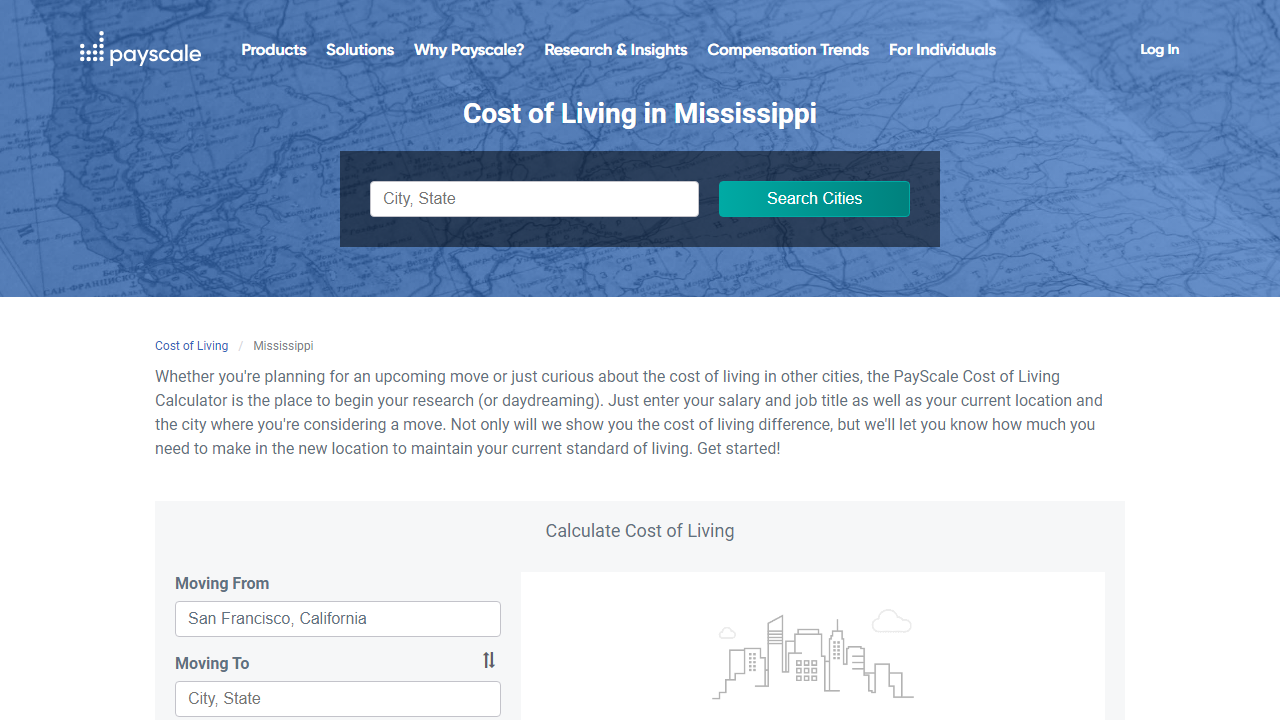 payscale
Products Solutions Why Payscale? Research & Insights Compensation Trends For Individuals Log In
Cost of Living in Mississippi
City, State Search Cities
Cost of Living / Mississippi
Whether you're planning for an upcoming move or just curious about the cost of living in other cities, the PayScale Cost of Living
Calculator is the place to begin your research (or daydreaming). Just enter your salary and job title as well as your current location and
the city where you're considering a move. Not only will we show you the cost of living difference, but we'll let you know how much you
need to make in the new location to maintain your current standard of living. Get started!
Calculate Cost of Living
Moving From
San Francisco, California
Moving To
City, State